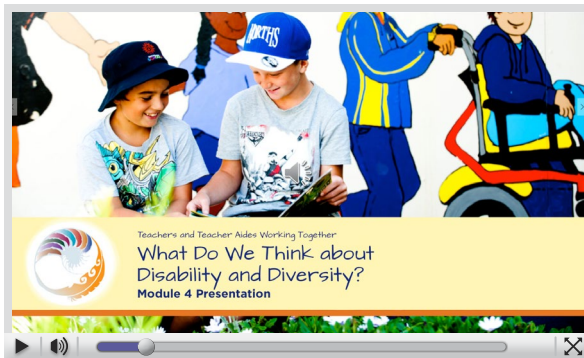 NORTHS
Teachers and Teacher Aides Working Together
What Do We Think about
Disability and Diversity?
Module 4 Presentation